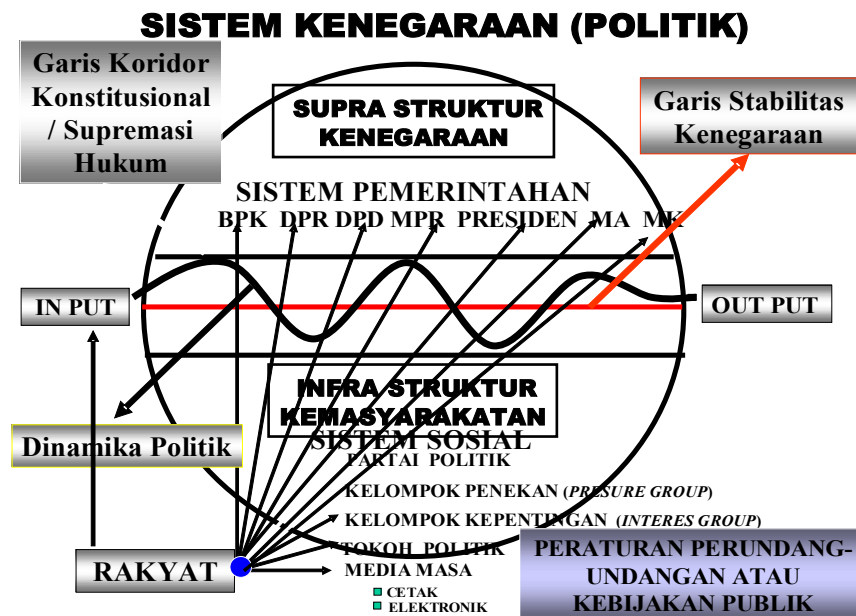 SISTEM KENEGARAAN (POLITIK)
Garis Koridor
Konstitusional
/ Supremasi
Hukum
SUPRA STRUKTUR
KENEGARAAN
Garis Stabilitas
Kenegaraan
SISTEM PEMERINTAHAN
BPK DPR DPD MPR PRESIDEN MA MK
IN PUT
OUT PUT
INFRA STRUKTUR
KEMASYARAKATAN
SISTEM SOSIAL
Dinamika Politik
PARTAI POLITIK
KELOMPOK PENEKAN (PRESURE GROUP)
KELOMPOK KEPENTINGAN (INTERES GROUP)
TOKOH POLITIK
MEDIA MASA
CETAK
ELEKTRONIK
RAKYAT
PERATURAN PERUNDANG-
UNDANGAN ATAU
KEBIJAKAN PUBLIK